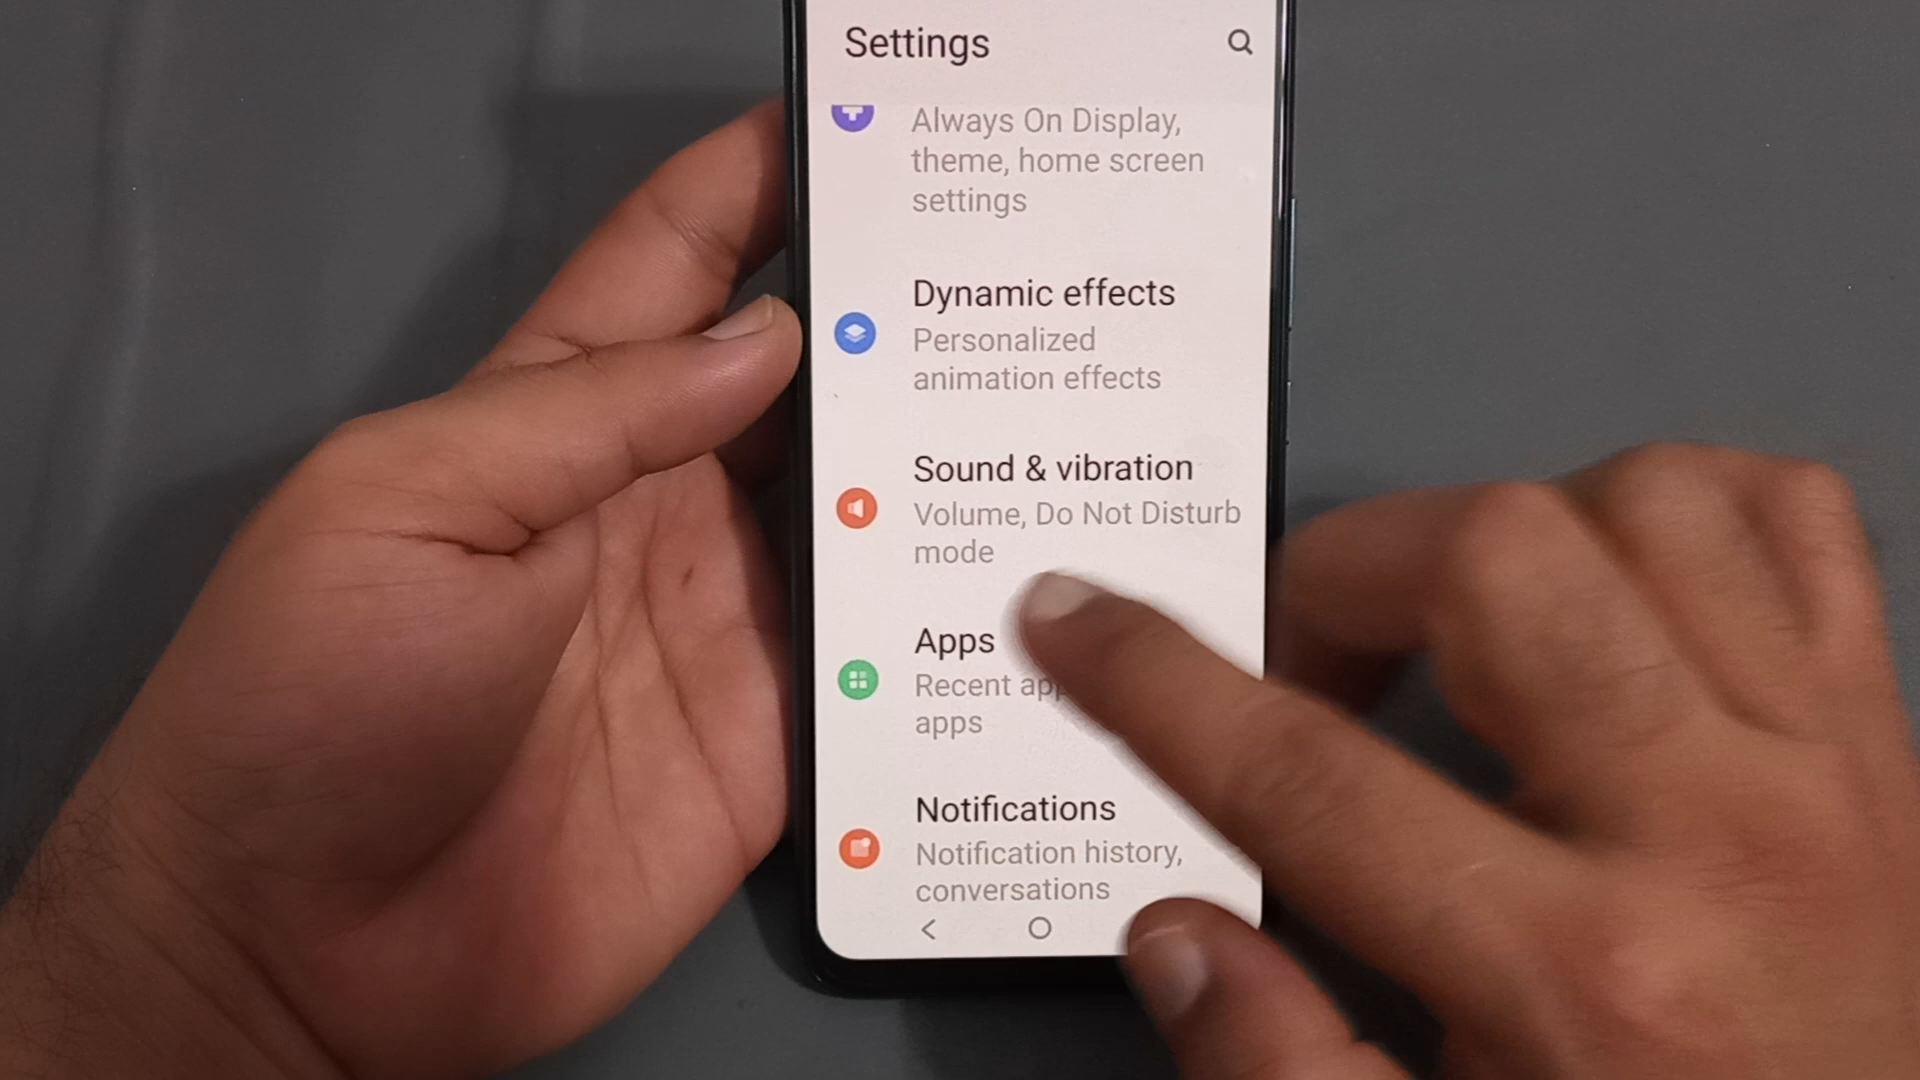 Settings
Always On Display,
theme, home screen
settings
Dynamic effects
Personalized
animation effects
Sound & vibration
Volume, Do Not Disturb
mode
Apps
Recent
apps
Notifications
Notification history,
conversations